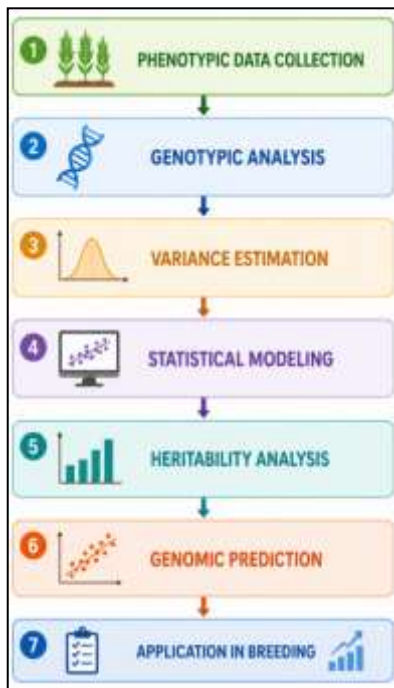 1 PHENOTYPIC DATA COLLECTION
2 GENOTYPIC ANALYSIS
3 VARIANCE ESTIMATION
4 STATISTICAL MODELING
5 HERITABILITY ANALYSIS
6 GENOMIC PREDICTION
7 APPLICATION IN BREEDING